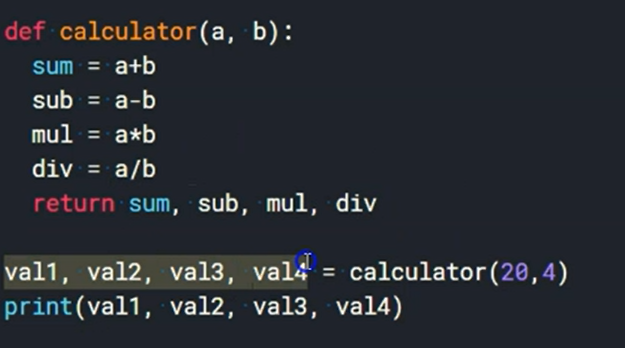 def calculator(a, b):
  sum = a+b
  sub = a-b
  mul = a*b
  div = a/b
  return sum, sub, mul, div

val1, val2, val3, val4 = calculator(20,4)
print(val1, val2, val3, val4)